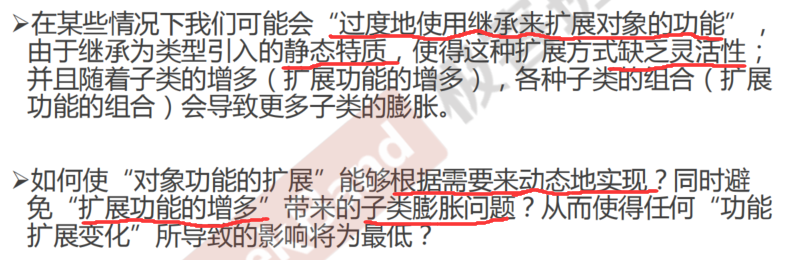 ➢在某些情况下我们可能会“过度地使用继承来扩展对象的功能”,
由于继承为类型引入的静态特质,使得这种扩展方式缺乏灵活性;
并且随着子类的增多(扩展功能的增多),各种子类的组合(扩展
功能的组合)会导致更多子类的膨胀。
➢如何使“对象功能的扩展”能够根据需要来动态地实现?同时避
免“扩展功能的增多”带来的子类膨胀问题?从而使得任何“功能
扩展变化”所导致的影响将为最低?